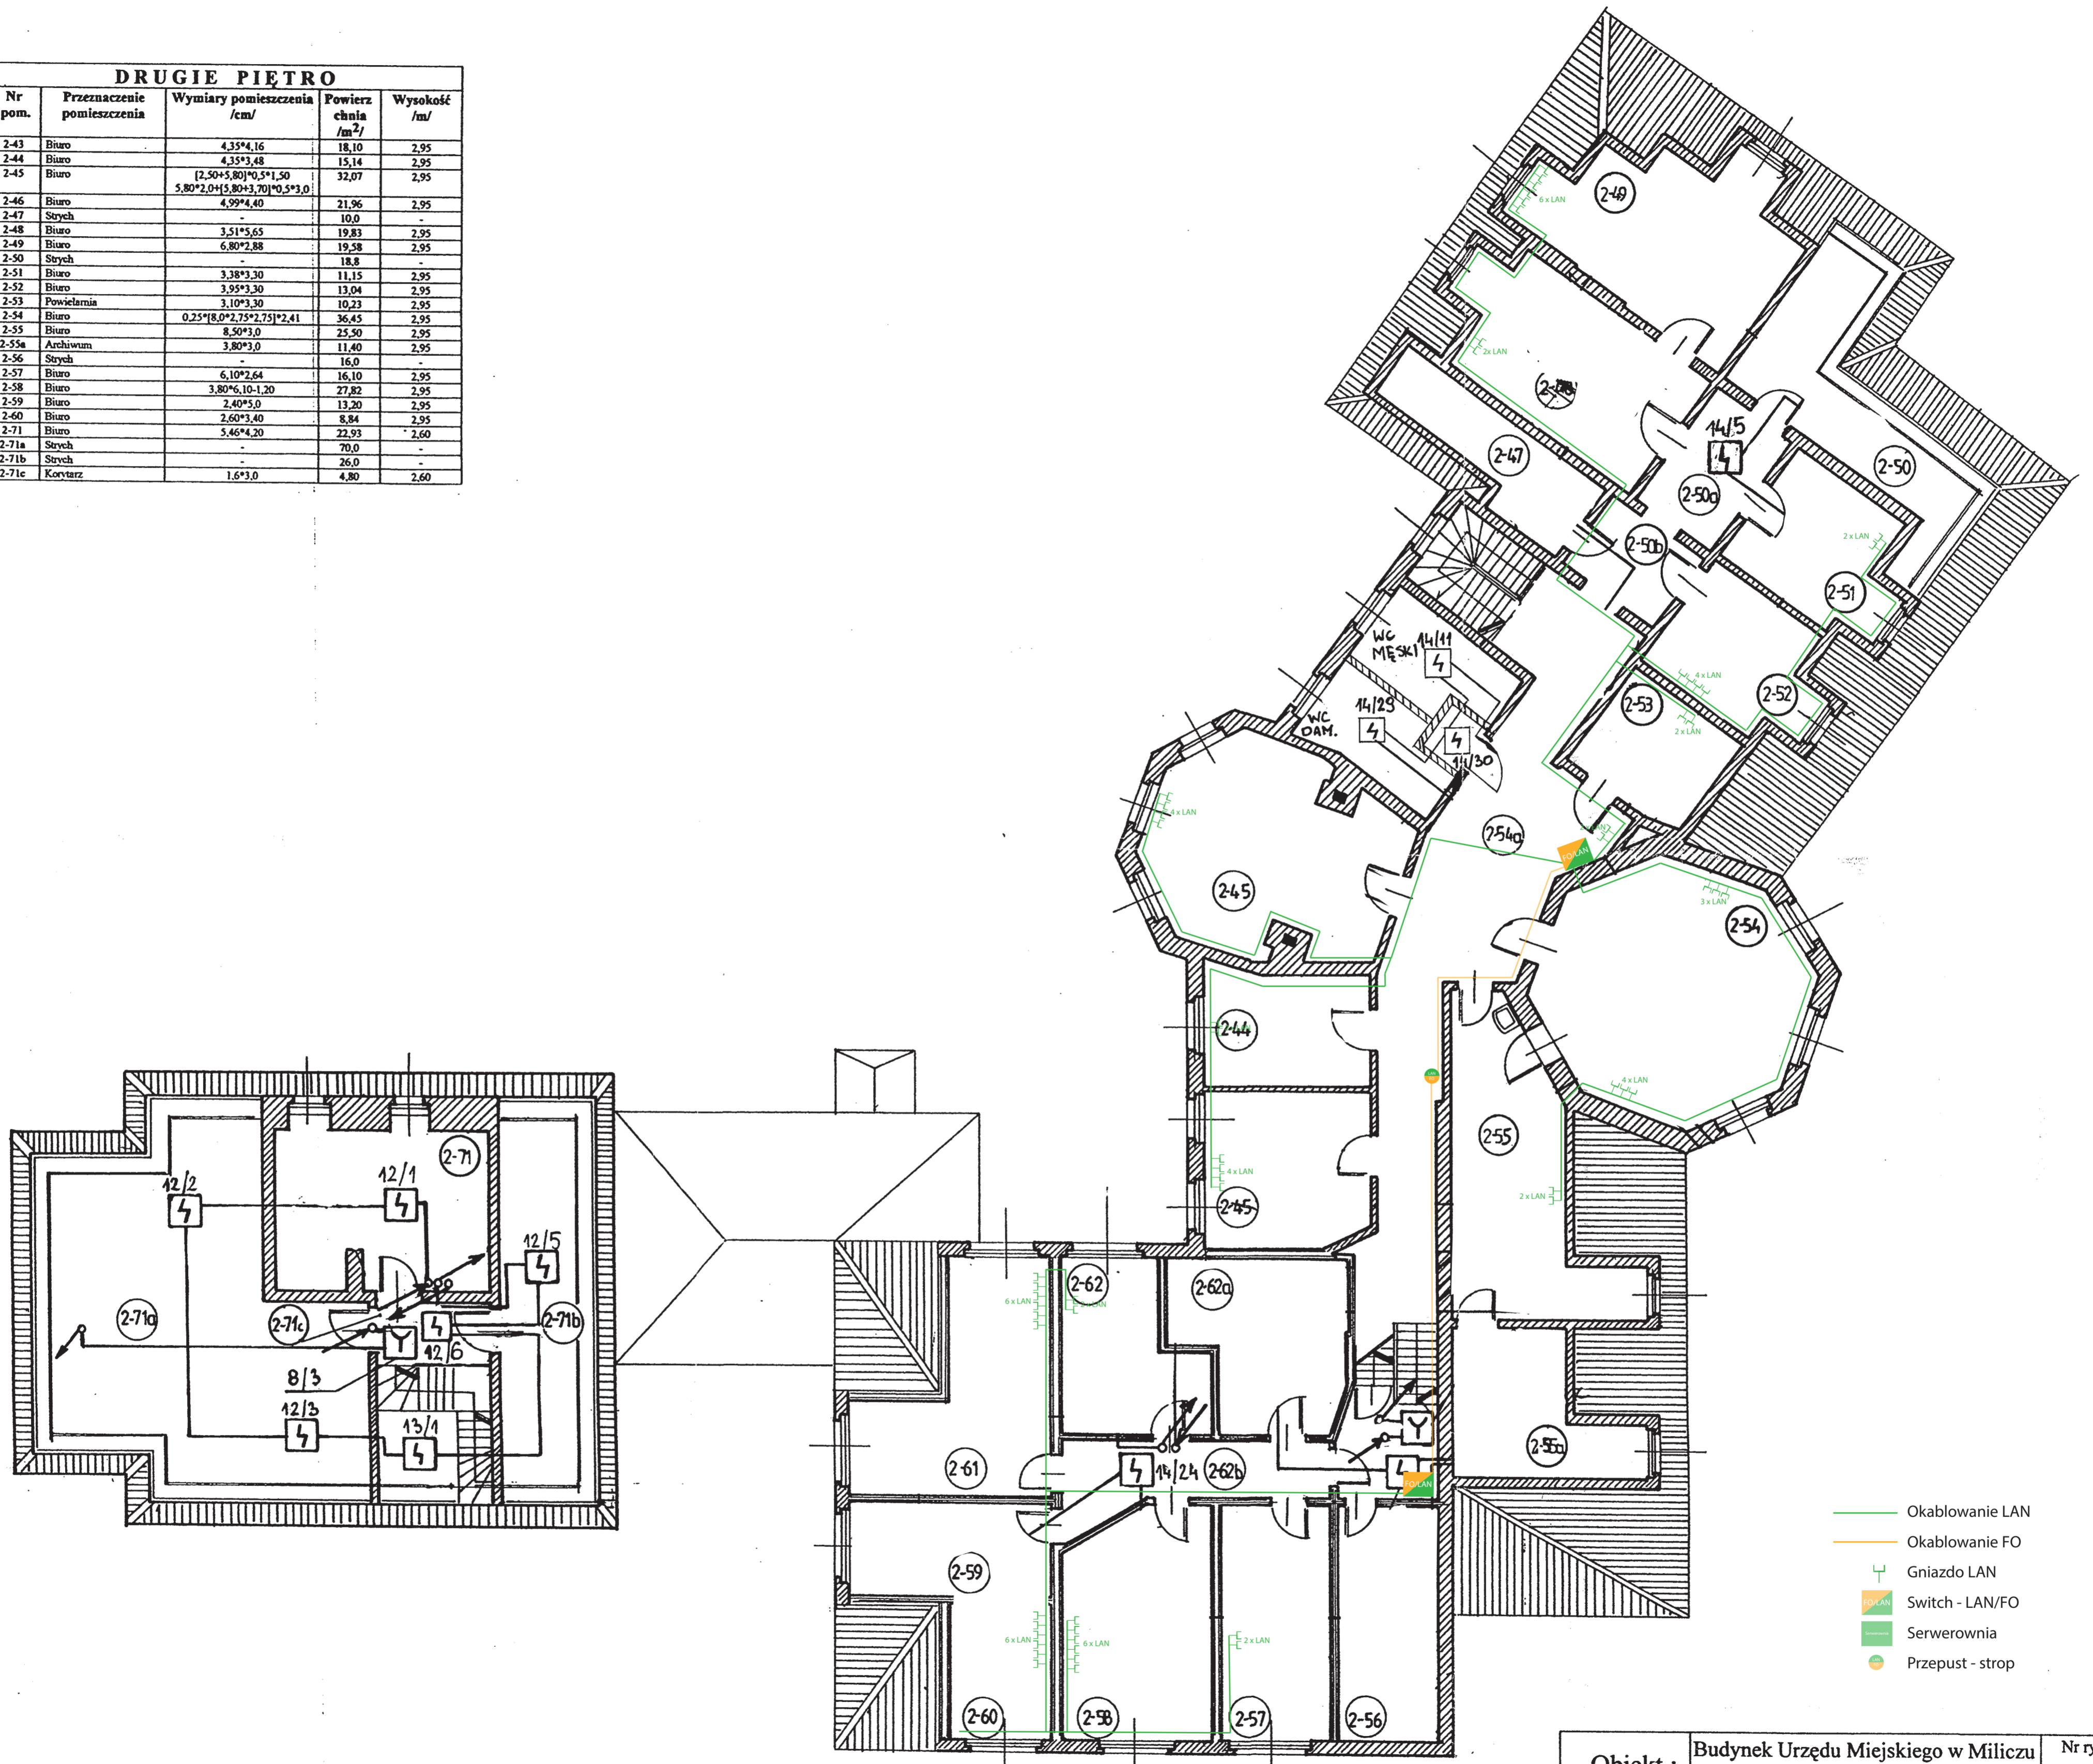 DRUGIE PIĘTRO
Nr pom. Przeznaczenie pomieszczenia Wymiary pomieszczenia /cm/ Powierz chnia /m2/ Wysokość /m/
2-43 Biuro 4,35*4,16 18,10 2,95
2-44 Biuro 4,35*3,48 15,14 2,95
2-45 Biuro [2,50+5,80]*0,5*1,50 32,07 2,95
5,80*2,0+[5,80+3,70]*0,5*3,0
2-46 Biuro 4,99*4,40 21,96 2,95
2-47 Strych - 10,0 -
2-48 Biuro 3,51*5,65 19,83 2,95
2-49 Biuro 6,80*2,88 19,58 2,95
2-50 Strych - 18,8 -
2-51 Biuro 3,38*3,30 11,15 2,95
2-52 Biuro 3,95*3,30 13,04 2,95
2-53 Powielarnia 3,10*3,30 10,23 2,95
2-54 Biuro 0,25*[8,0*2,75*2,75]*2,41 36,45 2,95
2-55 Biuro 8,50*3,0 25,50 2,95
2-55a Archiwum 3,80*3,0 11,40 2,95
2-56 Strych - 16,0 -
2-57 Biuro 6,10*2,64 16,10 2,95
2-58 Biuro 3,80*6,10-1,20 27,82 2,95
2-59 Biuro 2,40*5,0 13,20 2,95
2-60 Biuro 2,60*3,40 8,84 2,95
2-71 Biuro 5,46*4,20 22,93 2,60
2-71a Strych - 70,0 -
2-71b Strych - 26,0 -
2-71c Korytarz 1,6*3,0 4,80 2,60
2-49
6 x LAN
2x LAN
2-47
14/5
2-50
2-50a
2-50b
2 x LAN
2-51
WC MĘSKI
14/11
4 x LAN
2-52
2-53
2 x LAN
14/29
WC DAM.
14/30
4 x LAN
2-54a
FO/LAN
2-45
3 x LAN
2-54
2-44
4 x LAN
2-55
4 x LAN
2-45
2 x LAN
2-71
12/1
12/2
12/5
2-71a
2-71c
2-71b
12/6
8/3
12/3
13/1
2-62
2-62a
6 x LAN
2-61
14/24
2-62b
FO/LAN
2-59
6 x LAN
6 x LAN
2 x LAN
2-60
2-58
2-57
2-56
Okablowanie LAN
Okablowanie FO
Gniazdo LAN
FO/LAN Switch - LAN/FO
Serwerownia
Przepust - strop
Obiekt :
Budynek Urzędu Miejskiego w Miliczu